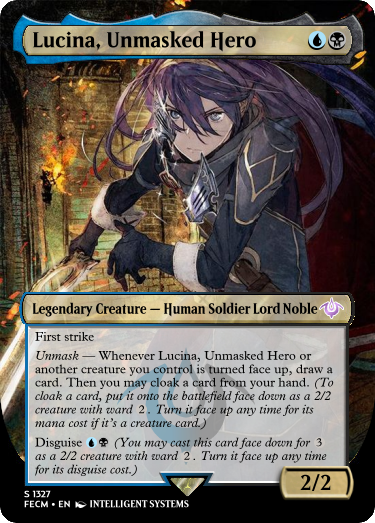 Lucina, Unmasked Hero
Legendary Creature — Human Soldier Lord Noble
First strike
Unmask — Whenever Lucina, Unmasked Hero or
another creature you control is turned face up, draw a
card. Then you may cloak a card from your hand. (To
cloak a card, put it onto the battlefield face down as a 2/2
creature with ward 2. Turn it face up any time for its
mana cost if it's a creature card.)
Disguise (You may cast this card face down for 3
as a 2/2 creature with ward 2. Turn it face up any time
for its disguise cost.)
2/2
S 1327
FECM • EN INTELLIGENT SYSTEMS